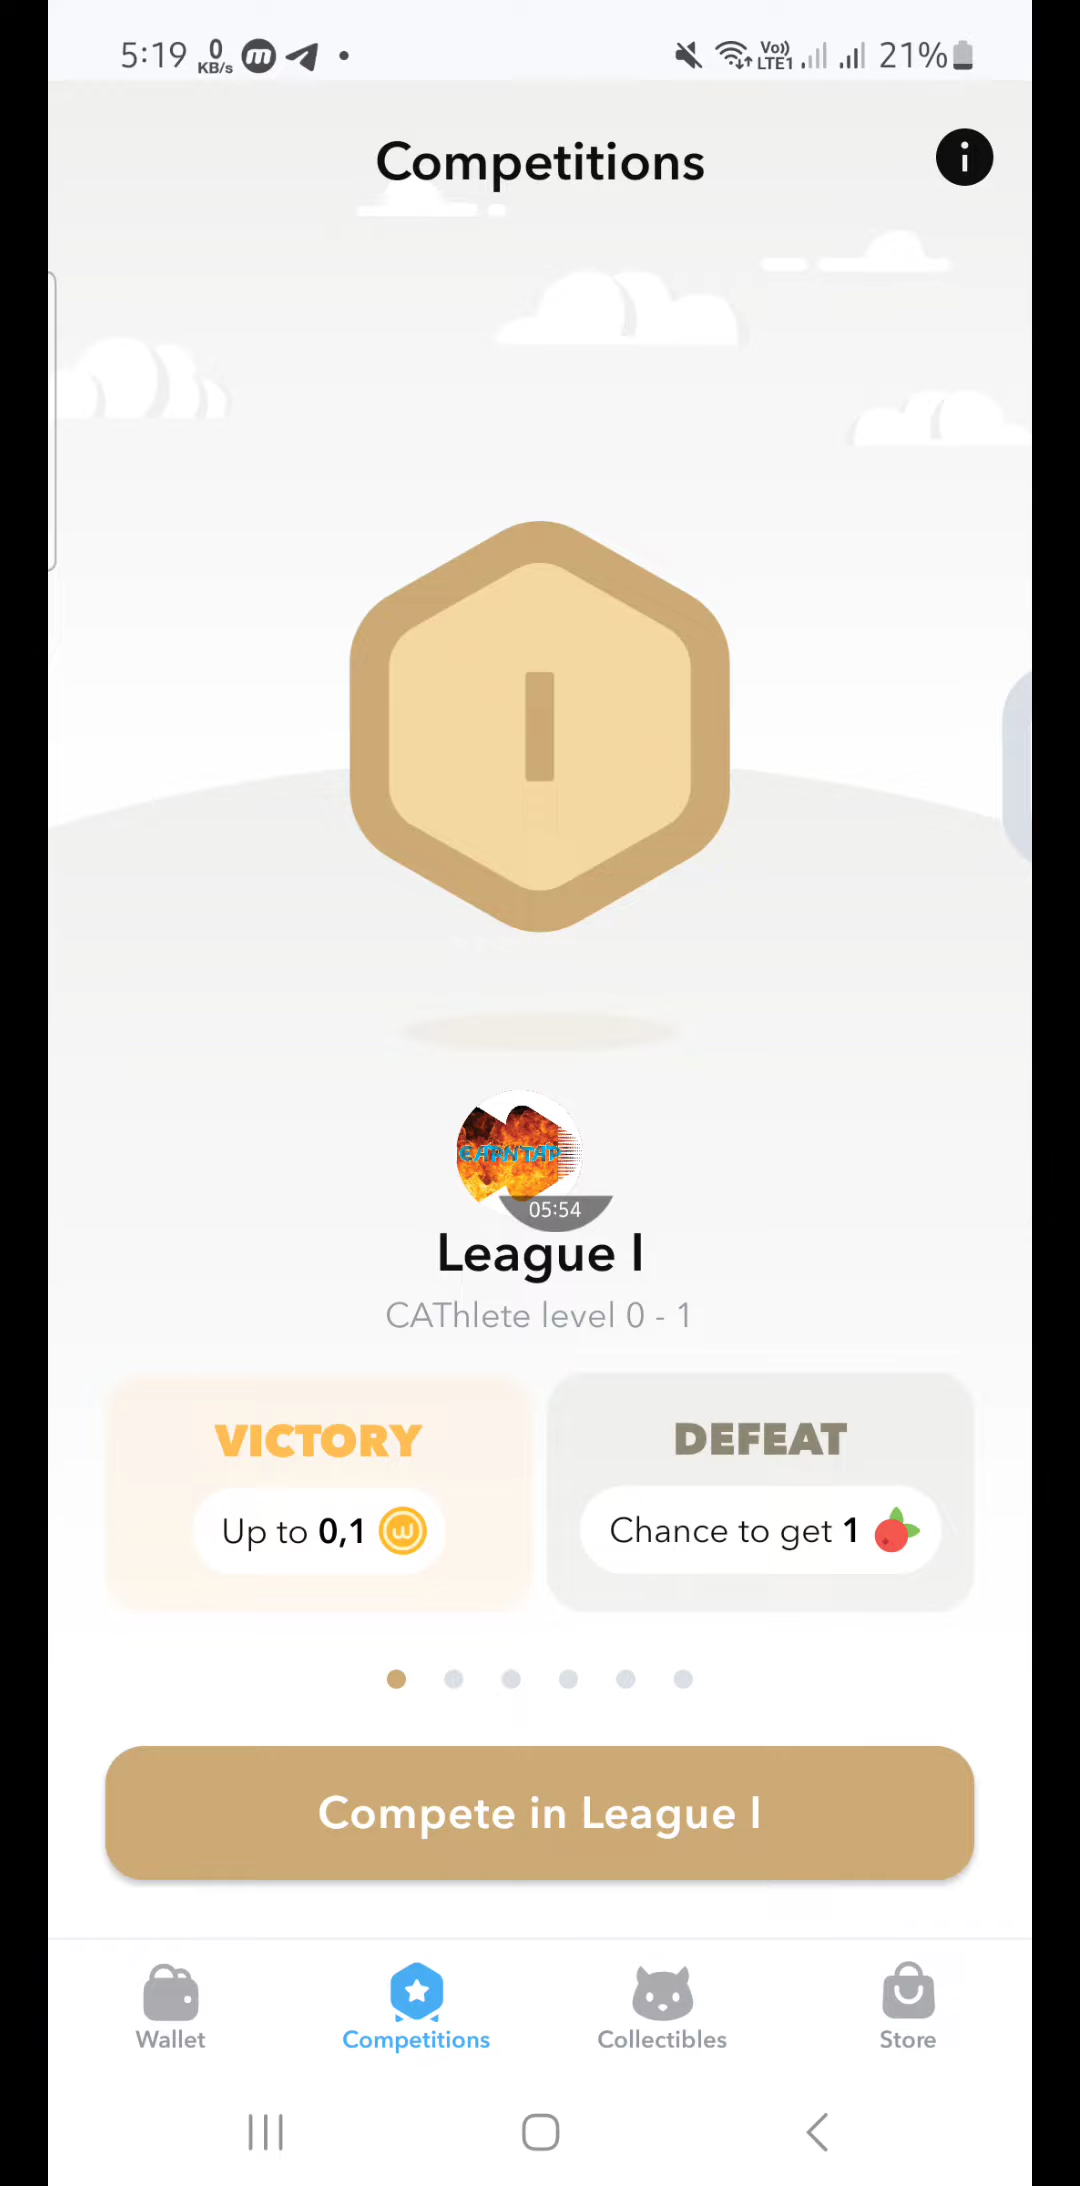 5:19 0 KB/s m Vo)) LTE1 21%
Competitions
i
I
EARNTAP
05:54
League I
CAThlete level 0 - 1
VICTORY
DEFEAT
Up to 0,1
Chance to get 1
Compete in League I
Wallet
Competitions
Collectibles
Store